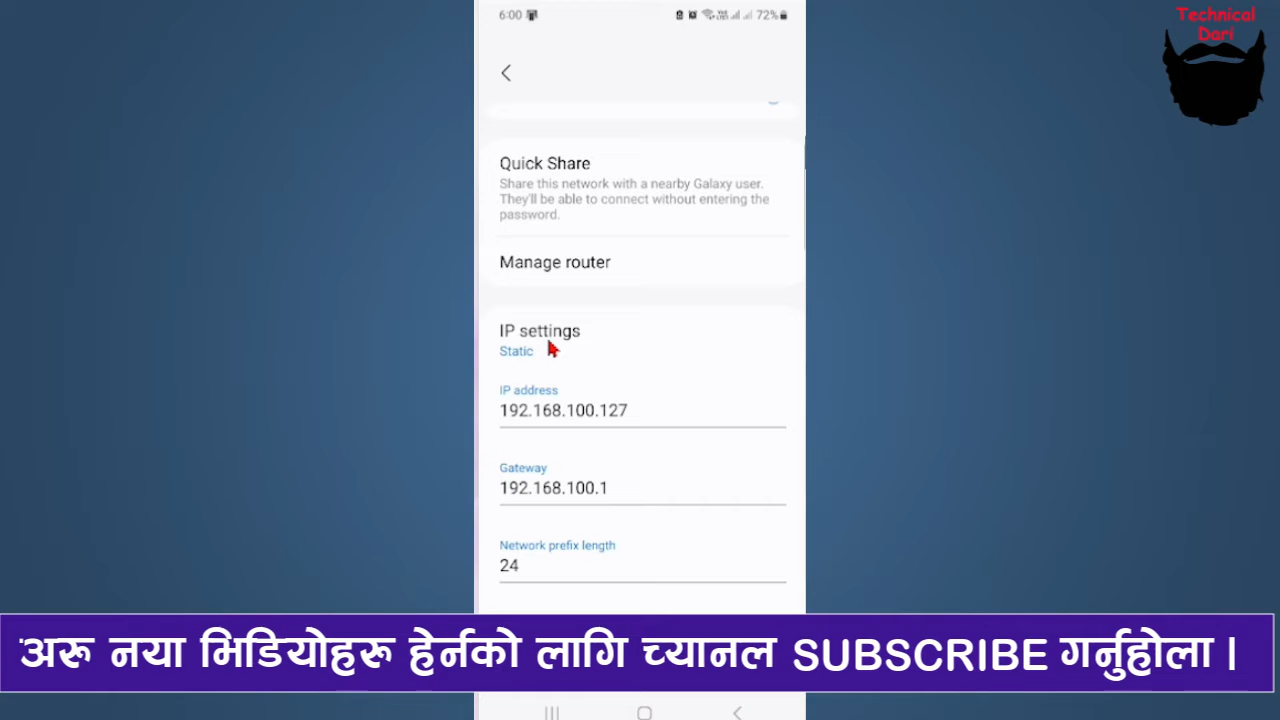 6:00
72%
Technical
Dari
Quick Share
Share this network with a nearby Galaxy user.
They'll be able to connect without entering the
password.
Manage router
IP settings
Static
IP address
192.168.100.127
Gateway
192.168.100.1
Network prefix length
24
अरू नया भिडियोहरू हेर्नको लागि च्यानल SUBSCRIBE गर्नुहोला ।